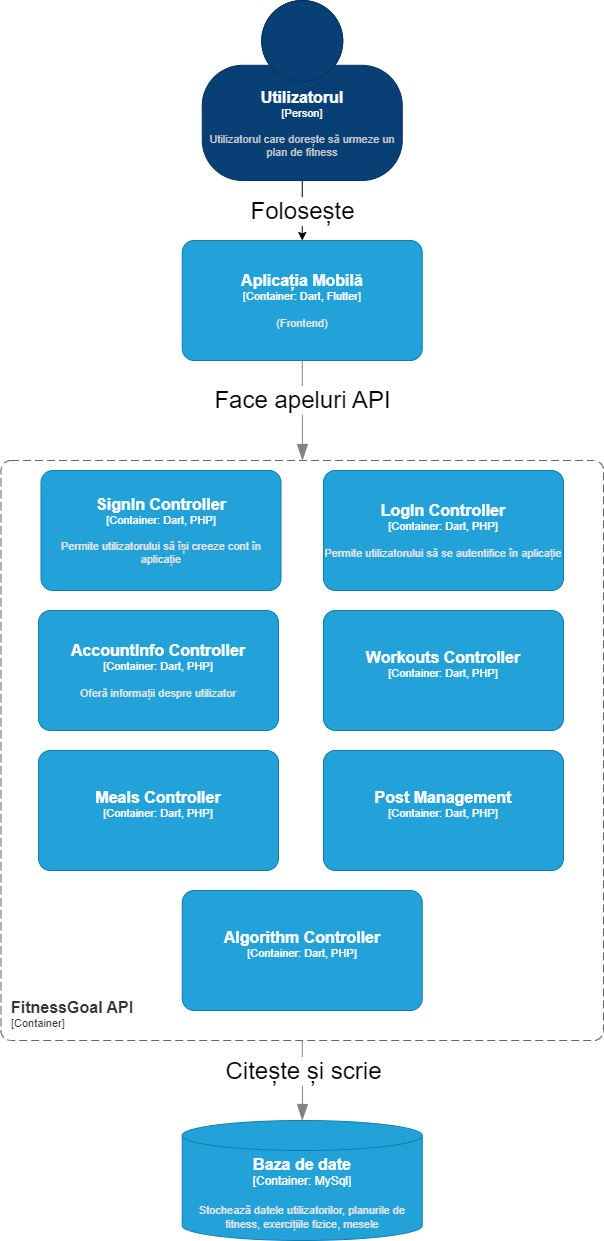 Utilizatorul
[Person]
Utilizatorul care dorește să urmeze un
plan de fitness
Folosește
Aplicația Mobilă
[Container: Dart, Flutter]
(Frontend)
Face apeluri API
SignIn Controller
[Container: Dart, PHP]
Permite utilizatorului să își creeze cont în
aplicație
LogIn Controller
[Container: Dart, PHP]
Permite utilizatorului să se autentifice în aplicație
AccountInfo Controller
[Container: Dart, PHP]
Oferă informații despre utilizator
Workouts Controller
[Container: Dart, PHP]
Meals Controller
[Container: Dart, PHP]
Post Management
[Container: Dart, PHP]
Algorithm Controller
[Container: Dart, PHP]
FitnessGoal API
[Container]
Citește și scrie
Baza de date
[Container: MySql]
Stochează datele utilizatorilor, planurile de
fitness, exercițiile fizice, mesele